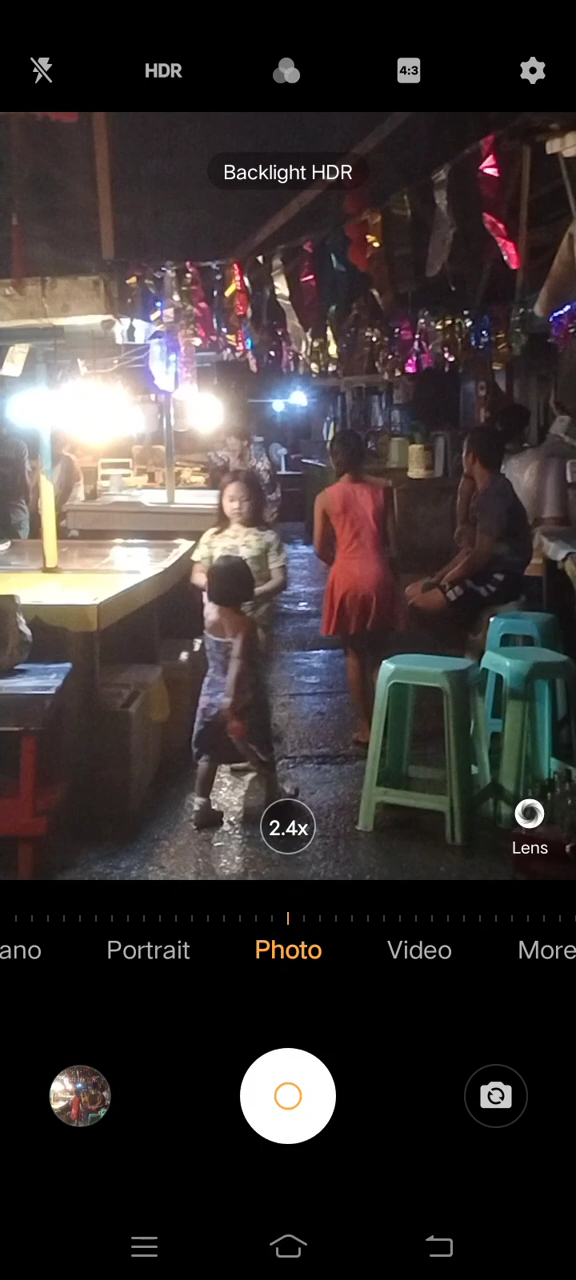 HDR
4:3
Backlight HDR
2.4x
Lens
ano
Portrait
Photo
Video
More